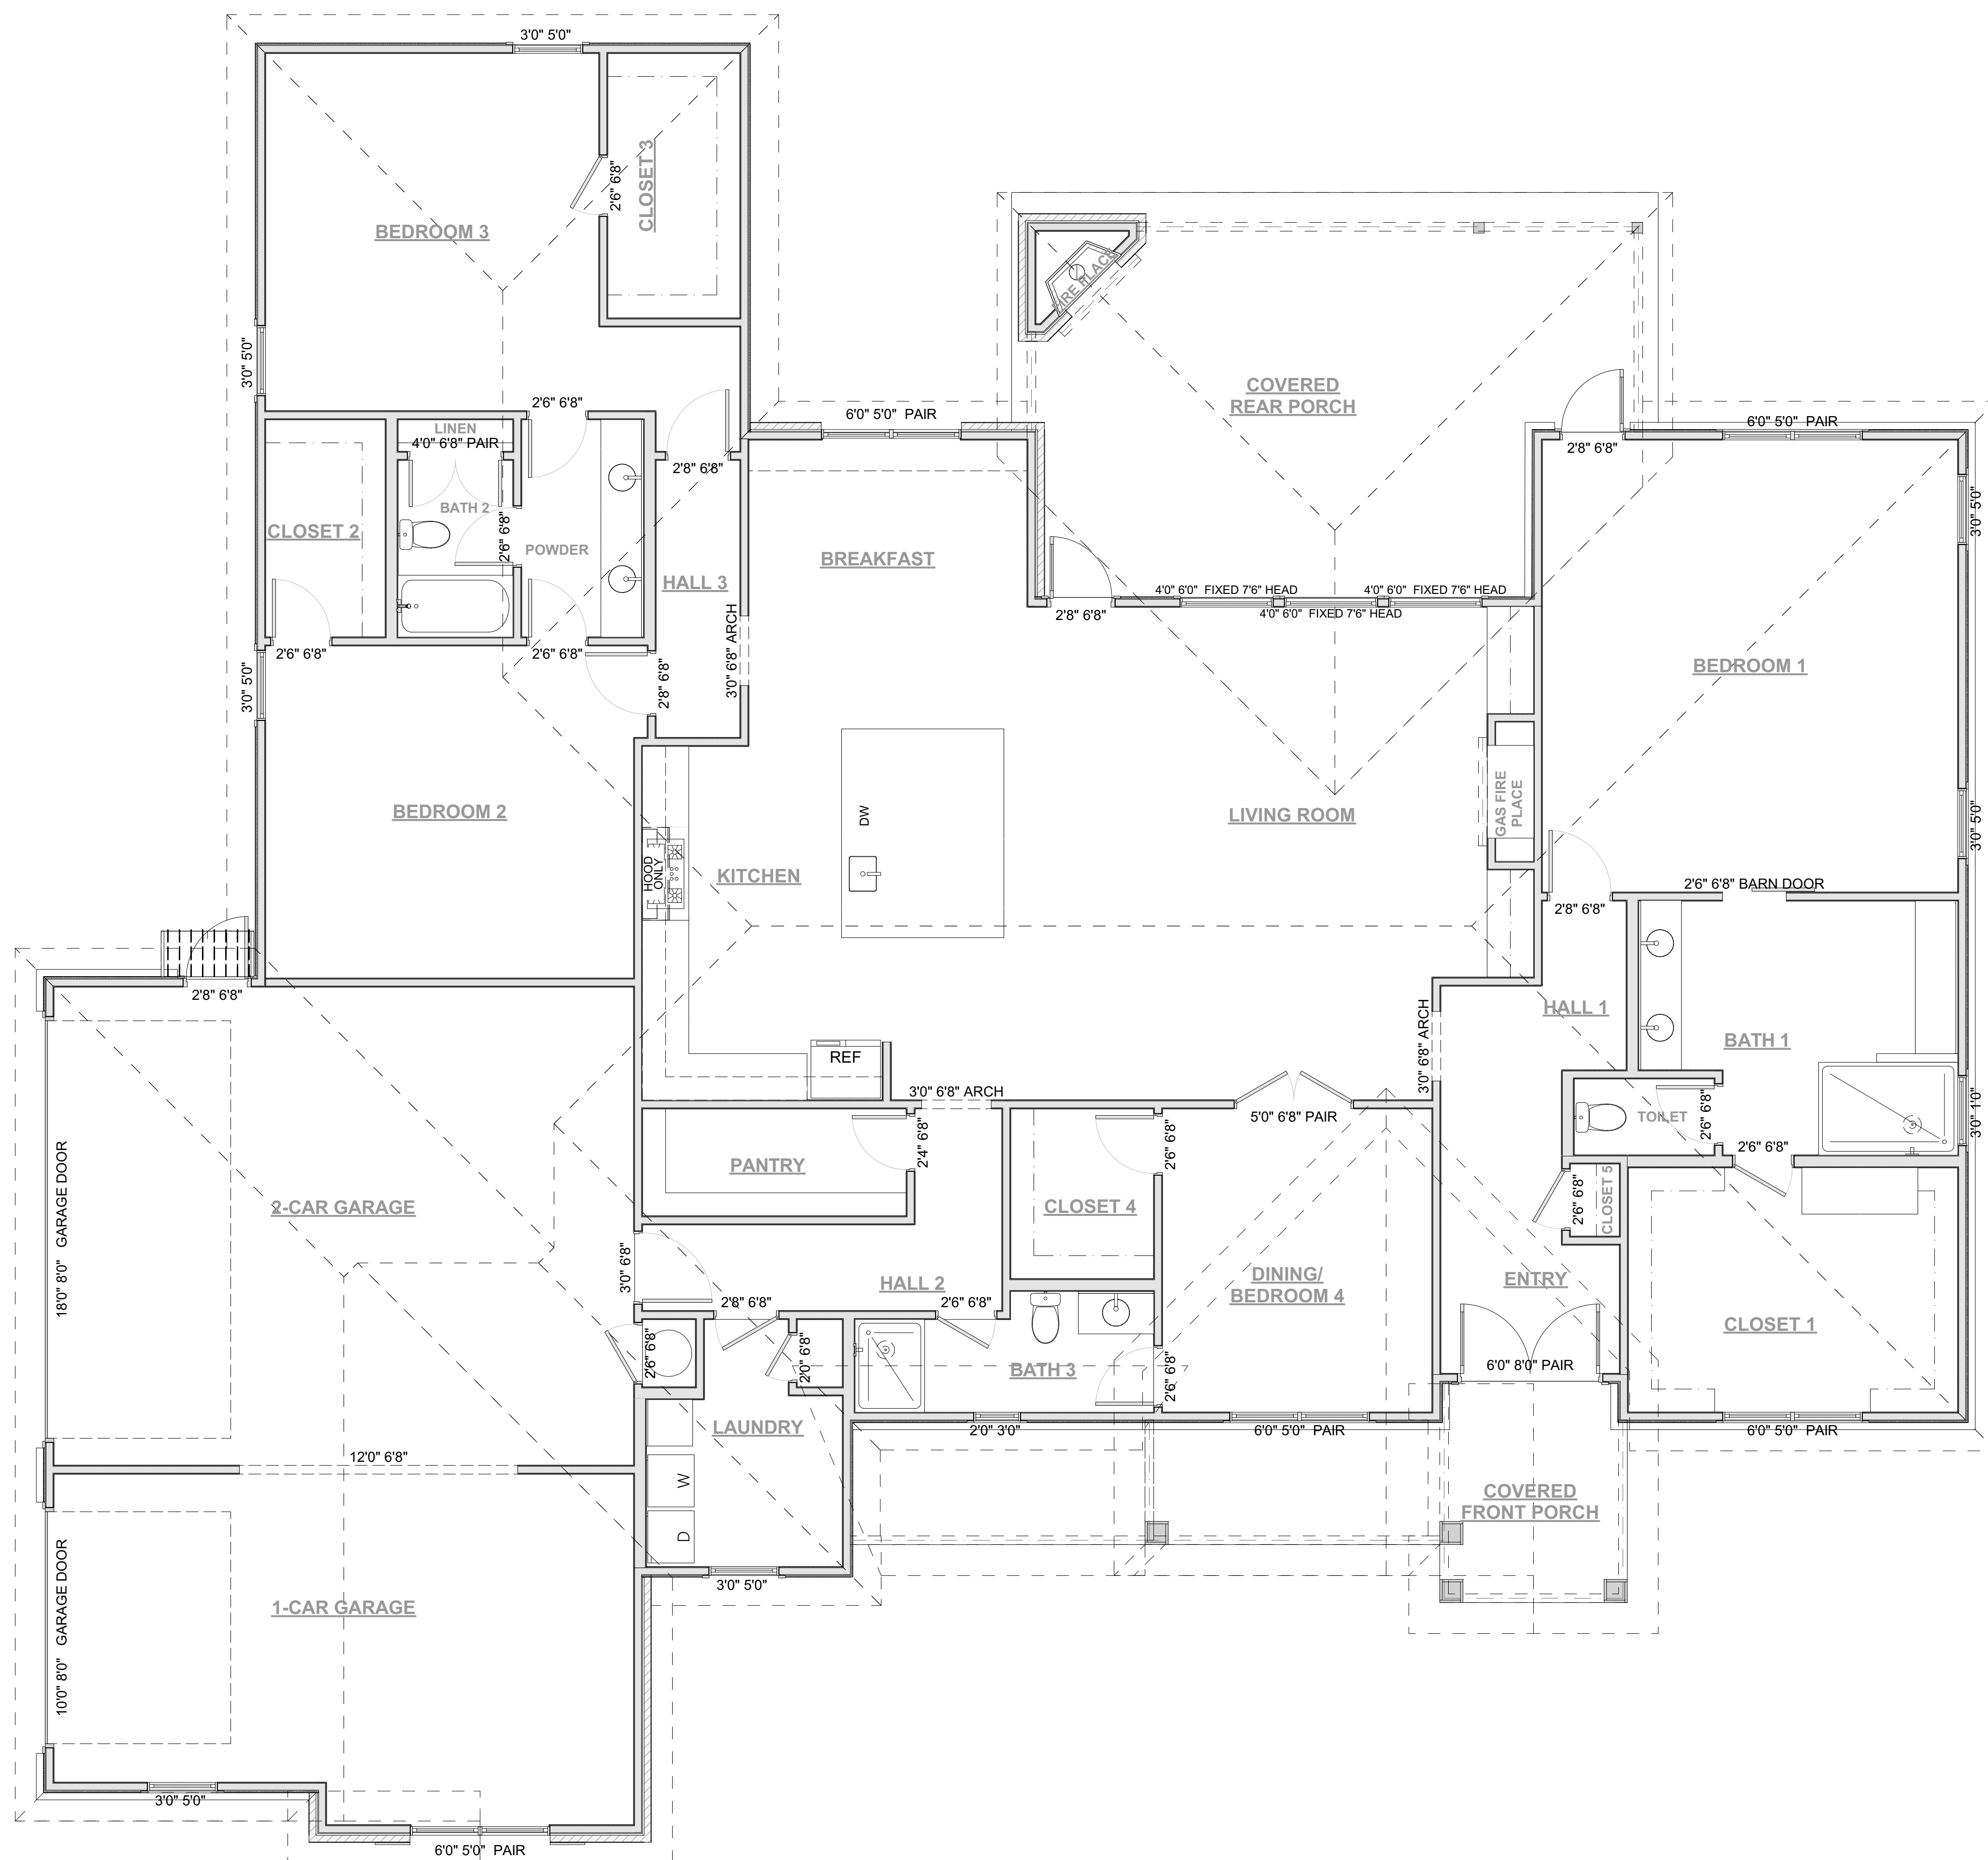 3'0" 5'0"
CLOSET 3
2'6" 6'8"
BEDROOM 3
FIRE PLACE
3'0" 5'0"
COVERED
REAR PORCH
2'6" 6'8"
6'0" 5'0"  PAIR
6'0" 5'0"  PAIR
LINEN
4'0" 6'8" PAIR
2'8" 6'8"
2'8" 6'8"
BATH 2
3'0" 5'0"
CLOSET 2
2'6" 6'8"
POWDER
BREAKFAST
HALL 3
4'0" 6'0"  FIXED 7'6" HEAD
4'0" 6'0"  FIXED 7'6" HEAD
2'8" 6'8"
4'0" 6'0"  FIXED 7'6" HEAD
3'0" 6'8" ARCH
2'6" 6'8"
2'6" 6'8"
BEDROOM 1
3'0" 5'0"
2'8" 6'8"
BEDROOM 2
DW
LIVING ROOM
GAS FIRE
PLACE
3'0" 5'0"
HOOD
ONLY
KITCHEN
2'6" 6'8" BARN DOOR
2'8" 6'8"
2'8" 6'8"
HALL 1
BATH 1
3'0" 6'8" ARCH
REF
3'0" 6'8" ARCH
5'0" 6'8" PAIR
TOILET
2'6" 6'8"
3'0" 1'0"
2'4" 6'8"
2'6" 6'8"
2'6" 6'8"
PANTRY
18'0" 8'0"   GARAGE DOOR
2-CAR GARAGE
CLOSET 4
2'6" 6'8"
CLOSET 5
3'0" 6'8"
HALL 2
DINING/
BEDROOM 4
ENTRY
2'8" 6'8"
2'6" 6'8"
CLOSET 1
2'6" 6'8"
2'0" 6'8"
BATH 3
2'6" 6'8"
6'0" 8'0" PAIR
LAUNDRY
2'0" 3'0"
6'0" 5'0"  PAIR
6'0" 5'0"  PAIR
12'0" 6'8"
W
COVERED
FRONT PORCH
D
3'0" 5'0"
10'0" 8'0"   GARAGE DOOR
1-CAR GARAGE
3'0" 5'0"
6'0" 5'0"  PAIR